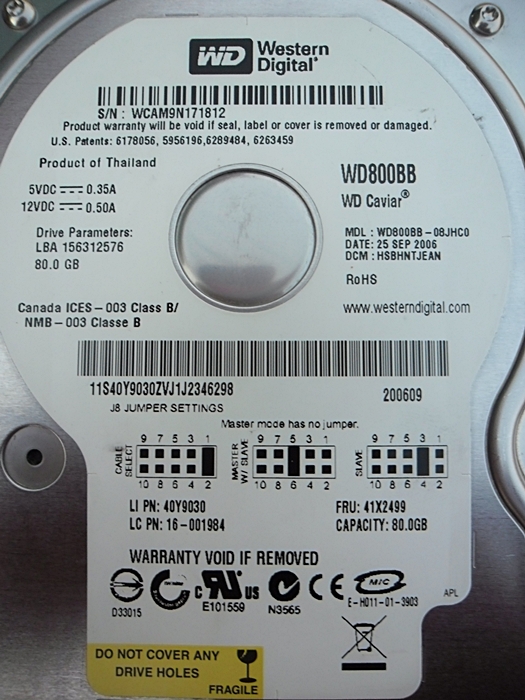 WD Western Digital
S/N : WCAM9N171812
Product warranty will be void if seal, label or cover is removed or damaged.
U.S. Patents: 6178056, 5956196,6289484, 6263459
Product of Thailand
5VDC 0.35A
12VDC 0.50A
Drive Parameters:
LBA 156312576
80.0 GB
WD800BB
WD Caviar®
MDL : WD800BB-08JHC0
DATE: 25 SEP 2006
DCM : HSBHNTJEAN
RoHS
Canada ICES-003 Class B/
NMB-003 Classe B
www.westerndigital.com
11S40Y9030ZVJ1J2346298
200609
J8 JUMPER SETTINGS
Master mode has no jumper.
CABLE SELECT
9 7 5 3 1
10 8 6 4 2
MASTER W/ SLAVE
9 7 5 3 1
10 8 6 4 2
SLAVE
9 7 5 3 1
10 8 6 4 2
LI PN: 40Y9030
LC PN: 16-001984
FRU: 41X2499
CAPACITY: 80.0GB
WARRANTY VOID IF REMOVED
D33015
c UR US
E101559
N3565
CE
MIC
E-H011-01-3903
APL
DO NOT COVER ANY
DRIVE HOLES
FRAGILE